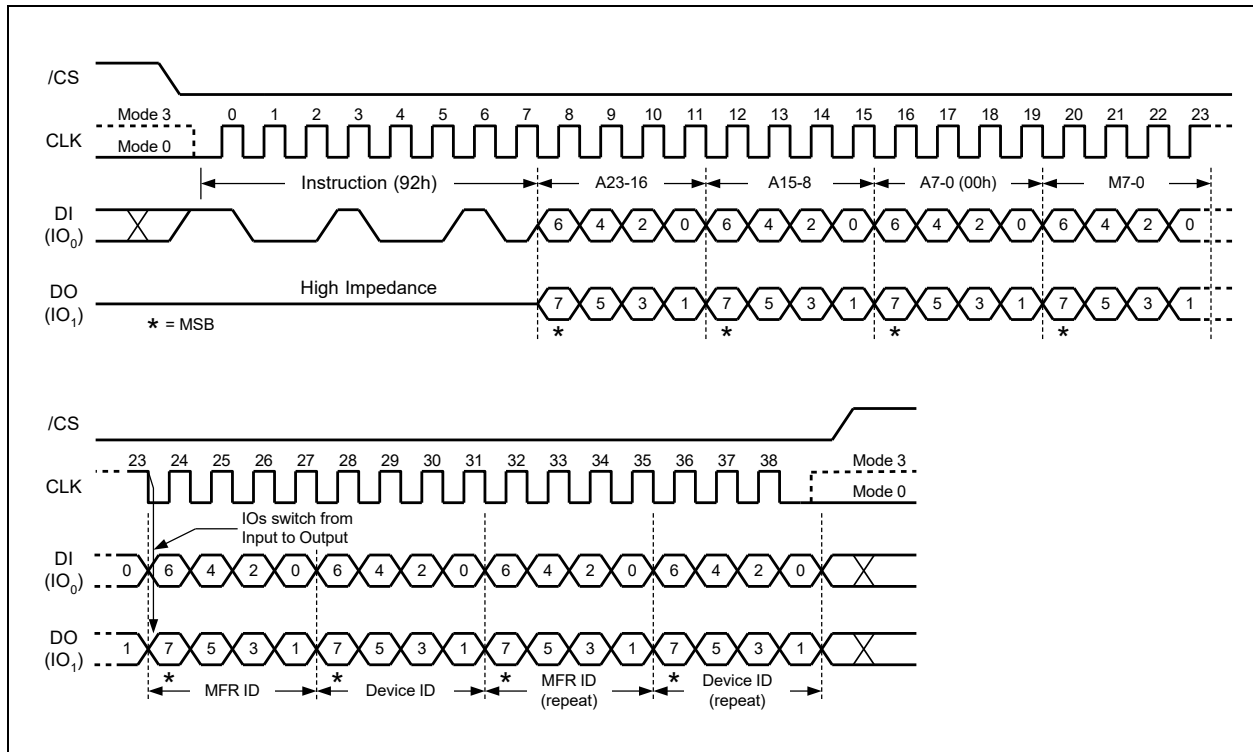 /CS
Mode 3 0 1 2 3 4 5 6 7 8 9 10 11 12 13 14 15 16 17 18 19 20 21 22 23
CLK
Mode 0
Instruction (92h) A23-16 A15-8 A7-0 (00h) M7-0
DI
(IO0) 6 4 2 0 6 4 2 0 6 4 2 0 6 4 2 0
High Impedance
DO
(IO1) 7 5 3 1 7 5 3 1 7 5 3 1 7 5 3 1
* = MSB * * * *
/CS
23 24 25 26 27 28 29 30 31 32 33 34 35 36 37 38 Mode 3
CLK
Mode 0
IOs switch from
Input to Output
DI
(IO0) 0 6 4 2 0 6 4 2 0 6 4 2 0 6 4 2 0
DO
(IO1) 1 7 5 3 1 7 5 3 1 7 5 3 1 7 5 3 1
* * * *
MFR ID Device ID MFR ID
(repeat) Device ID
(repeat)